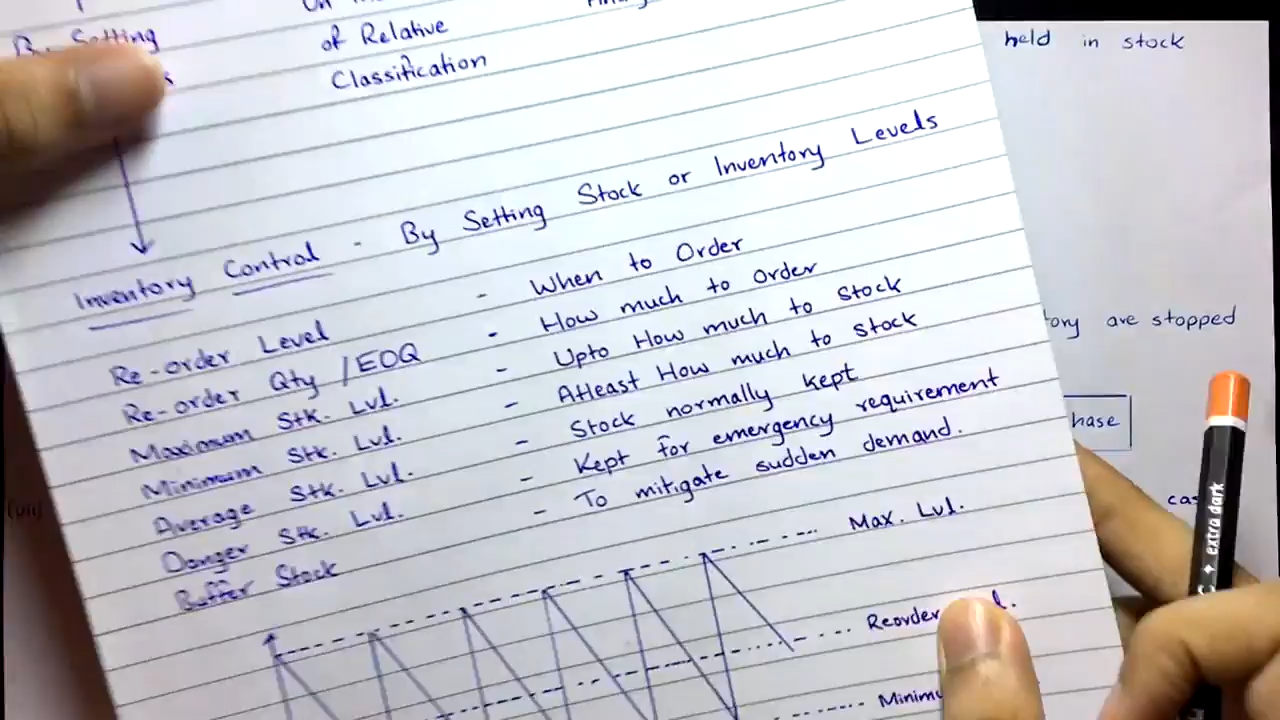 By Setting
of Relative
Classification
held in stock
Inventory Control - By Setting Stock or Inventory Levels
Re-order Level - When to Order
Re-order Qty /EOQ - How much to Order
Maximum Stk. Lvl. - Upto How much to stock
Minimum Stk. Lvl. - Atleast How much to stock
Average Stk. Lvl. - Stock normally kept
Danger Stk. Lvl. - Kept for emergency requirement
Buffer Stock - To mitigate sudden demand.
are stopped
Max. Lvl.
Reorder
extra dark